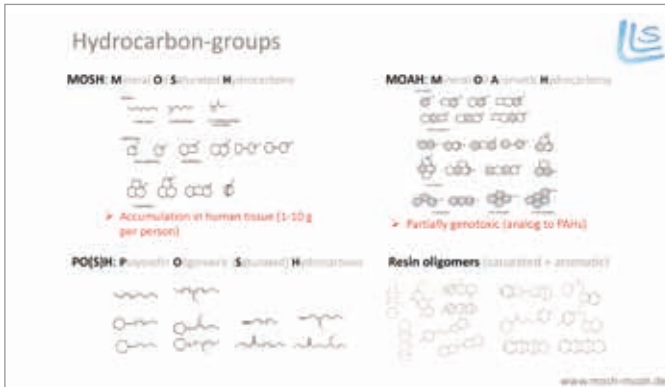 Hydrocarbon-groups
LLS
MOSH: Mineral Oil Saturated Hydrocarbons
MOAH: Mineral Oil Aromatic Hydrocarbons
➤ Accumulation in human tissue (1-10 g
per person)
➤ Partially genotoxic (analog to PAHs)
PO(S)H: Polyolefin Oligomeric Saturated Hydrocarbons
Resin oligomers (saturated + aromatic)
www.mosh-moah.de